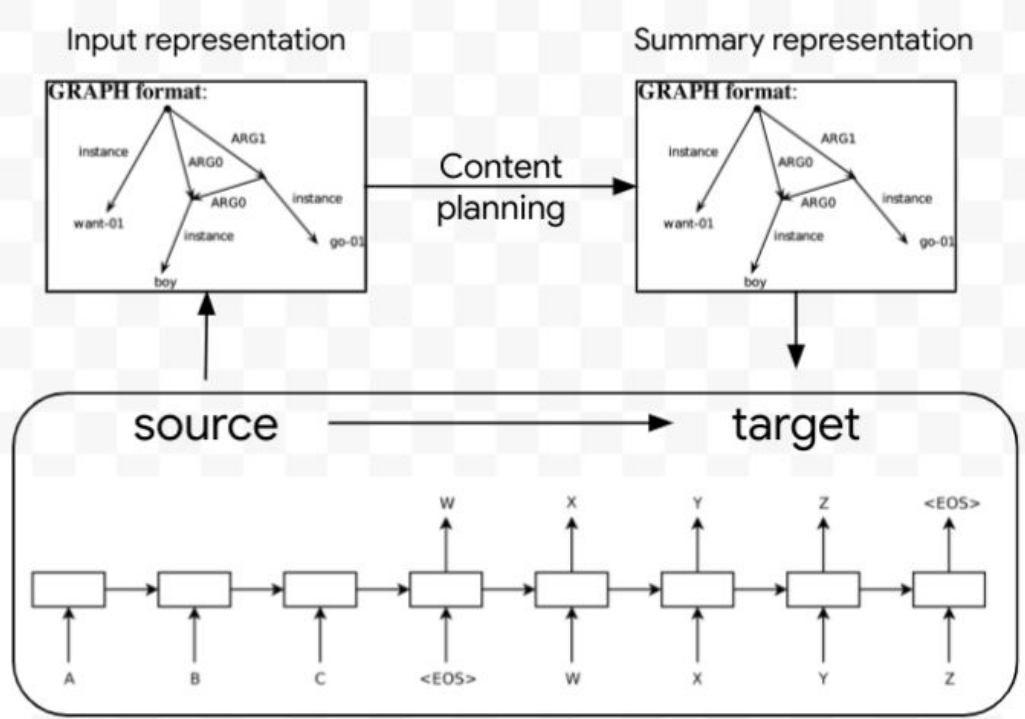 Input representation
Summary representation
GRAPH format:
instance
ARG1
ARG0
ARG0
instance
want-01
instance
go-01
boy
Content
planning
GRAPH format:
instance
ARG1
ARG0
ARG0
instance
want-01
instance
go-01
boy
source
target
W X Y Z <EOS>
A B C <EOS> W X Y Z